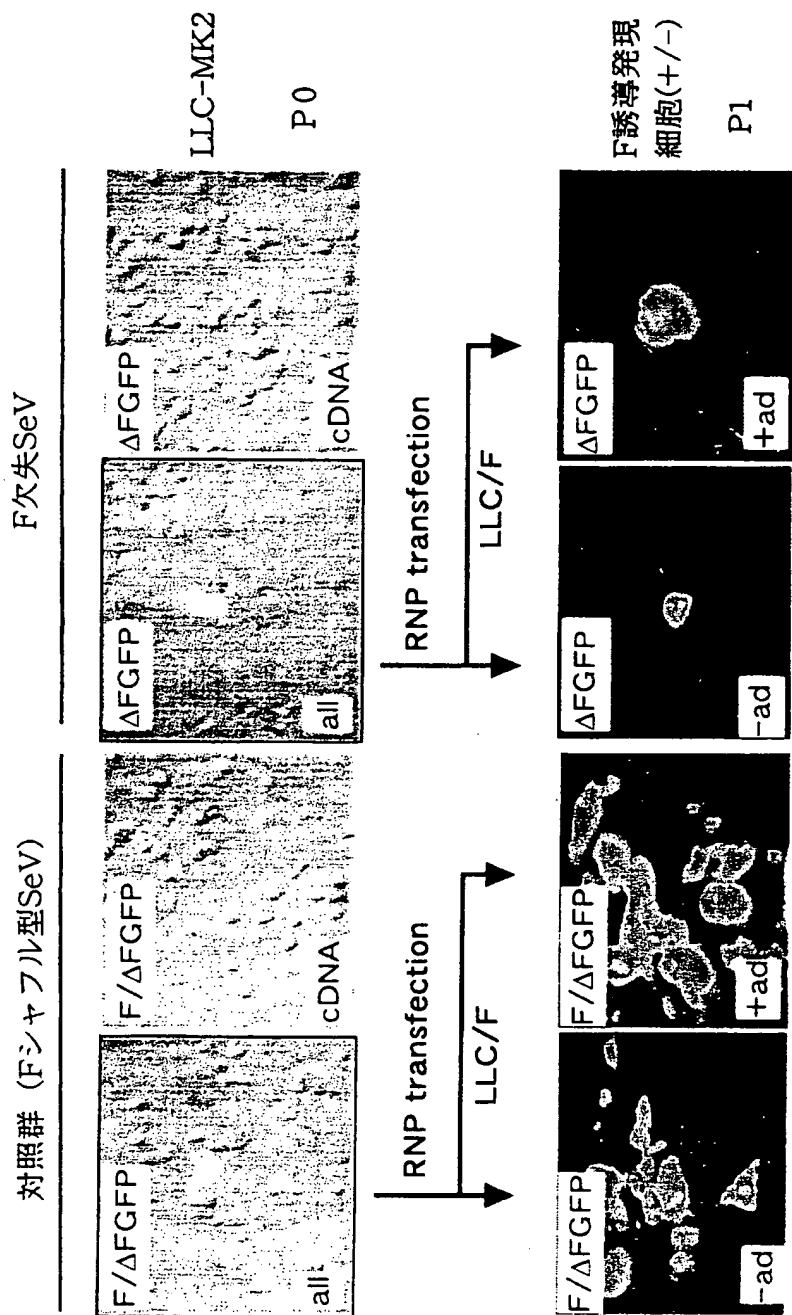 対照群 (Fシャフル型SeV)
F欠失SeV
F/ΔFGFP
all
F/ΔFGFP
cDNA
ΔFGFP
all
ΔFGFP
cDNA
LLC-MK2
P0
RNP transfection
LLC/F
RNP transfection
LLC/F
F/ΔFGFP
-ad
F/ΔFGFP
+ad
ΔFGFP
-ad
ΔFGFP
+ad
F誘導発現
細胞(+/-)
P1